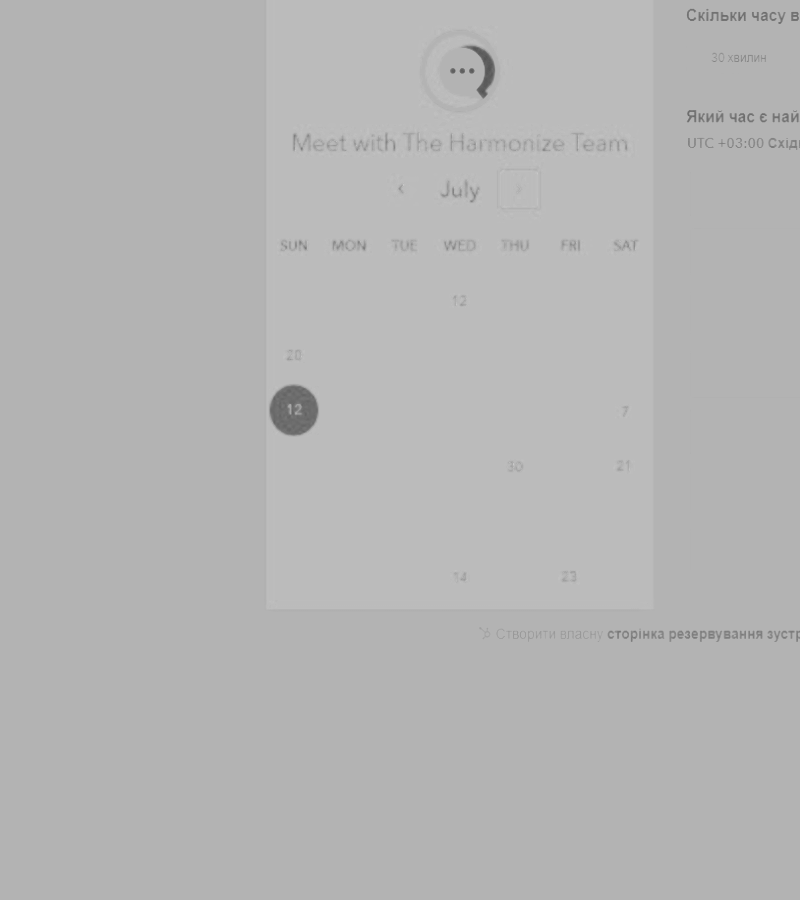 Meet with The Harmonize Team
July
SUN MON TUE WED THU FRI SAT
12
28
12 7
30 21
14 23
Скільки часу в
30 хвилин
Який час є най
UTC +03:00 Східн
Створити власну сторінка резервування зустр